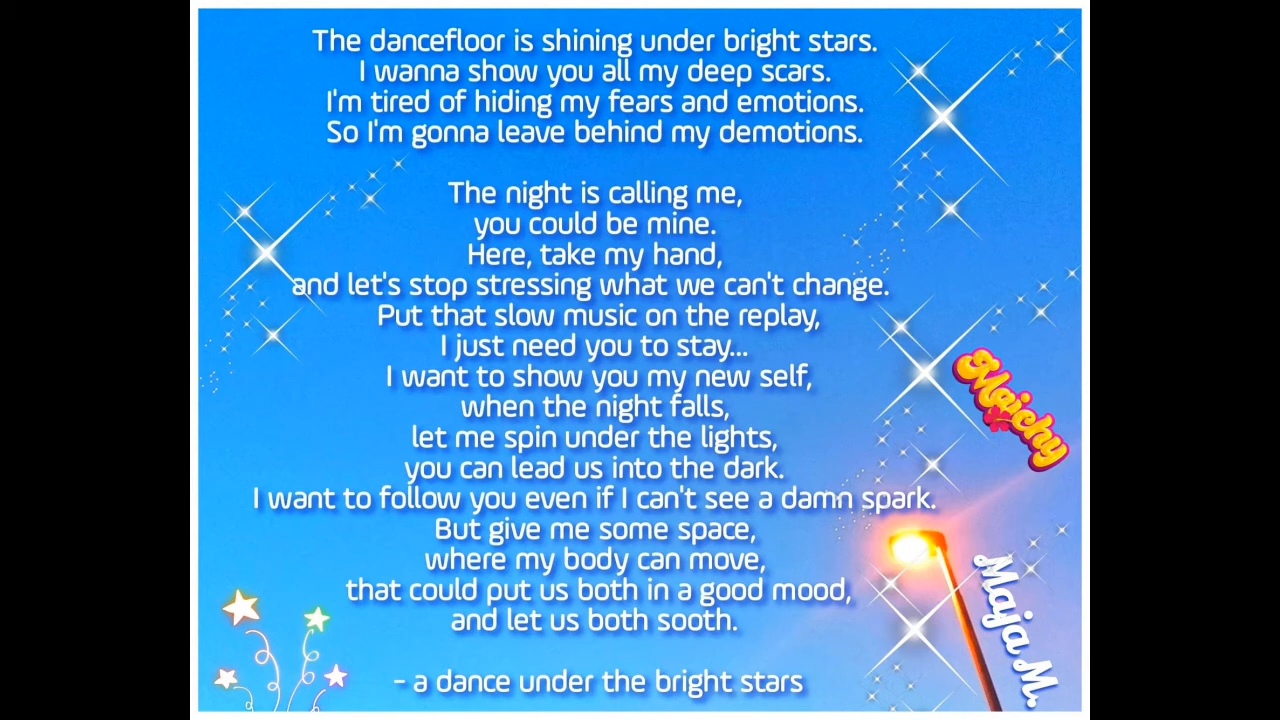 The dancefloor is shining under bright stars.
I wanna show you all my deep scars.
I'm tired of hiding my fears and emotions.
So I'm gonna leave behind my demotions.
The night is calling me,
you could be mine.
Here, take my hand,
and let's stop stressing what we can't change.
Put that slow music on the replay,
I just need you to stay...
I want to show you my new self,
when the night falls,
let me spin under the lights,
you can lead us into the dark.
I want to follow you even if I can't see a damn spark.
But give me some space,
where my body can move,
that could put us both in a good mood,
and let us both sooth.
- a dance under the bright stars
Majchy
Maja M.